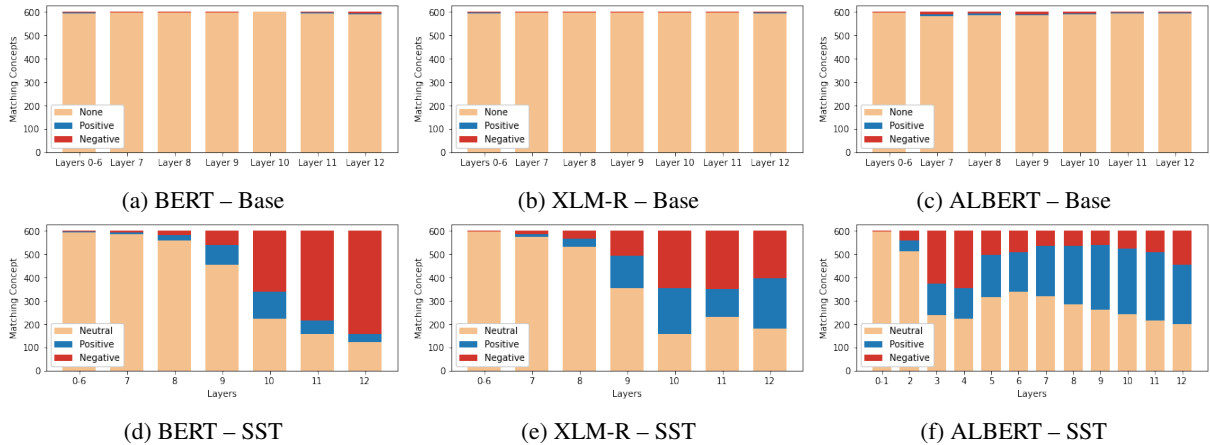 600
500
400
300
200
100
0
Matching Concepts
None
Positive
Negative
Layers 0-6 Layer 7 Layer 8 Layer 9 Layer 10 Layer 11 Layer 12
(a) BERT – Base
600
500
400
300
200
100
0
Matching Concepts
None
Positive
Negative
Layers 0-6 Layer 7 Layer 8 Layer 9 Layer 10 Layer 11 Layer 12
(b) XLM-R – Base
600
500
400
300
200
100
0
Matching Concepts
None
Positive
Negative
Layers 0-6 Layer 7 Layer 8 Layer 9 Layer 10 Layer 11 Layer 12
(c) ALBERT – Base
600
500
400
300
200
100
0
Matching Concept
Neutral
Positive
Negative
0-6 7 8 9 10 11 12
Layers
(d) BERT – SST
600
500
400
300
200
100
0
Matching Concept
Neutral
Positive
Negative
0-6 7 8 9 10 11 12
Layers
(e) XLM-R – SST
600
500
400
300
200
100
0
Matching Concept
Neutral
Positive
Negative
0-1 2 3 4 5 6 7 8 9 10 11 12
Layers
(f) ALBERT – SST